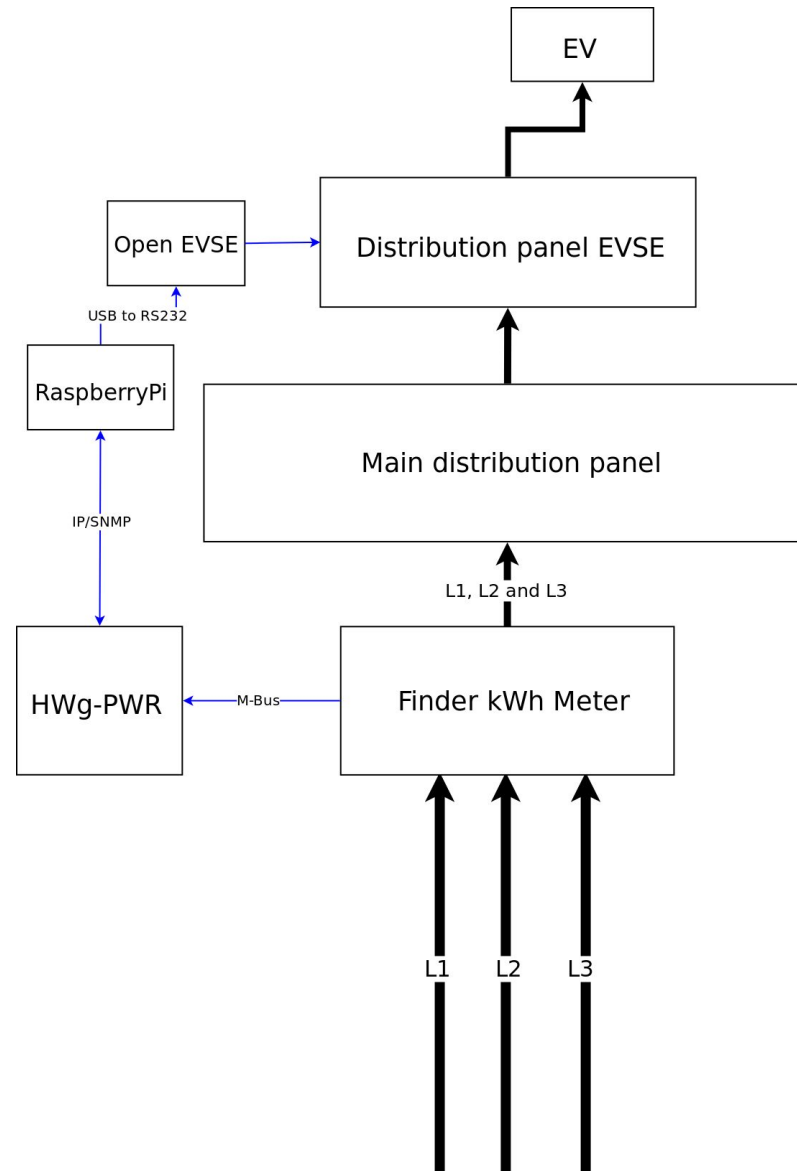 EV
Open EVSE
Distribution panel EVSE
USB to RS232
RaspberryPi
Main distribution panel
IP/SNMP
L1, L2 and L3
HWg-PWR
M-Bus
Finder kWh Meter
L1
L2
L3